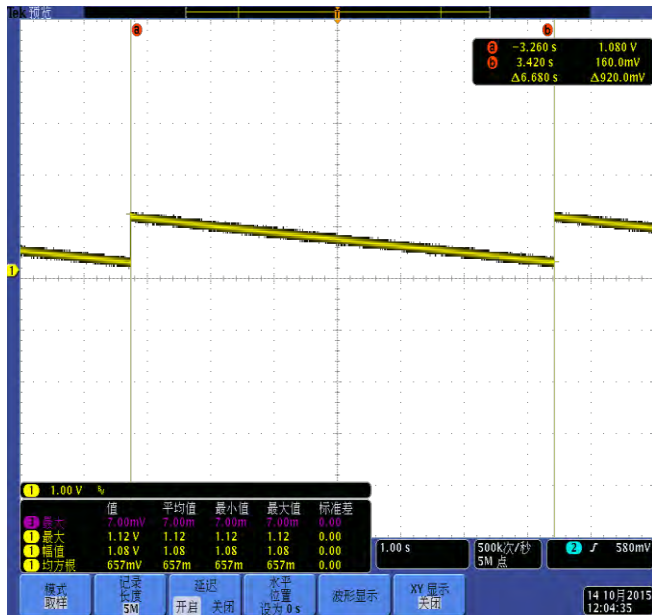 Tek 预览
T
a
b
a -3.260 s 1.080 V
b 3.420 s 160.0mV
Δ6.680 s Δ920.0mV
1
1 1.00 V
值 平均值 最小值 最大值 标准差
3 最大 7.00mV 7.00m 7.00m 7.00m 0.00
1 最大 1.12 V 1.12 1.12 1.12 0.00
1 幅值 1.08 V 1.08 1.08 1.08 0.00
1 均方根 657mV 657m 657m 657m 0.00
1.00 s
500k次/秒
5M 点
2 580mV
模式
取样
记录
长度
5M
延迟
开启 关闭
水平
位置
设为 0 s
波形显示
XY 显示
关闭
14 10月2015
12:04:35